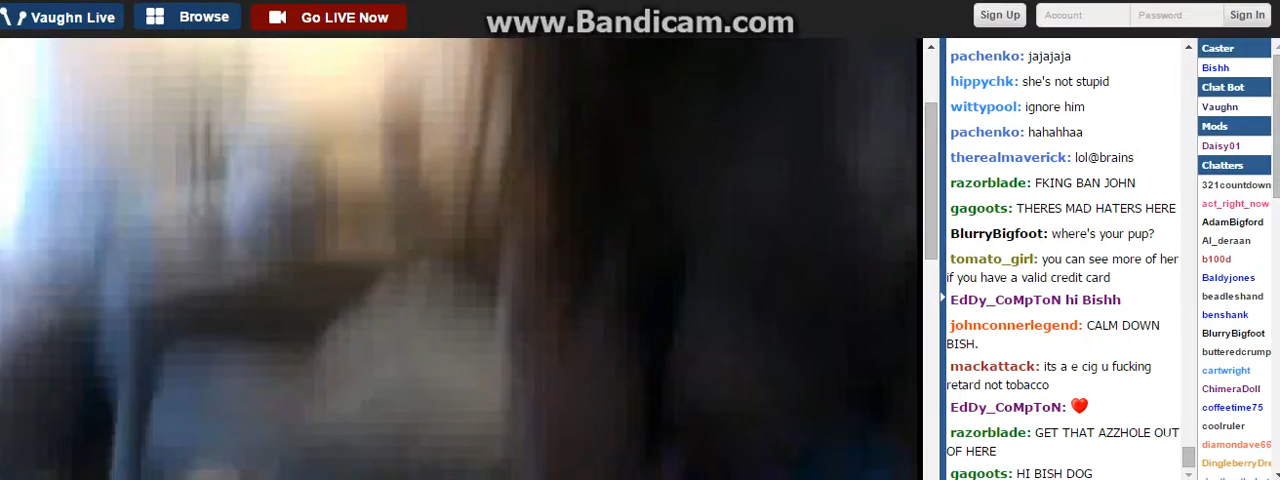 Vaughn Live
Browse
Go LIVE Now
www.Bandicam.com
Sign Up
Account
Password
Sign In
pachenko: jajajaja
hippychk: she's not stupid
wittypool: ignore him
pachenko: hahahhaa
therealmaverick: lol@brains
razorblade: FKING BAN JOHN
gagoots: THERES MAD HATERS HERE
BlurryBigfoot: where's your pup?
tomato_girl: you can see more of her
if you have a valid credit card
EdDy_CoMpToN hi Bishh
johnconnerlegend: CALM DOWN
BISH.
mackattack: its a e cig u fucking
retard not tobacco
EdDy_CoMpToN: ❤
razorblade: GET THAT AZZHOLE OUT
OF HERE
gagoots: HI BISH DOG
Caster
Bishh
Chat Bot
Vaughn
Mods
Daisy01
Chatters
321countdown
act_right_now
AdamBigford
Al_deraan
b100d
Baldyjones
beadleshand
benshank
BlurryBigfoot
butteredcrump
cartwright
ChimeraDoll
coffeetime75
coolruler
diamondave66
DingleberryDre